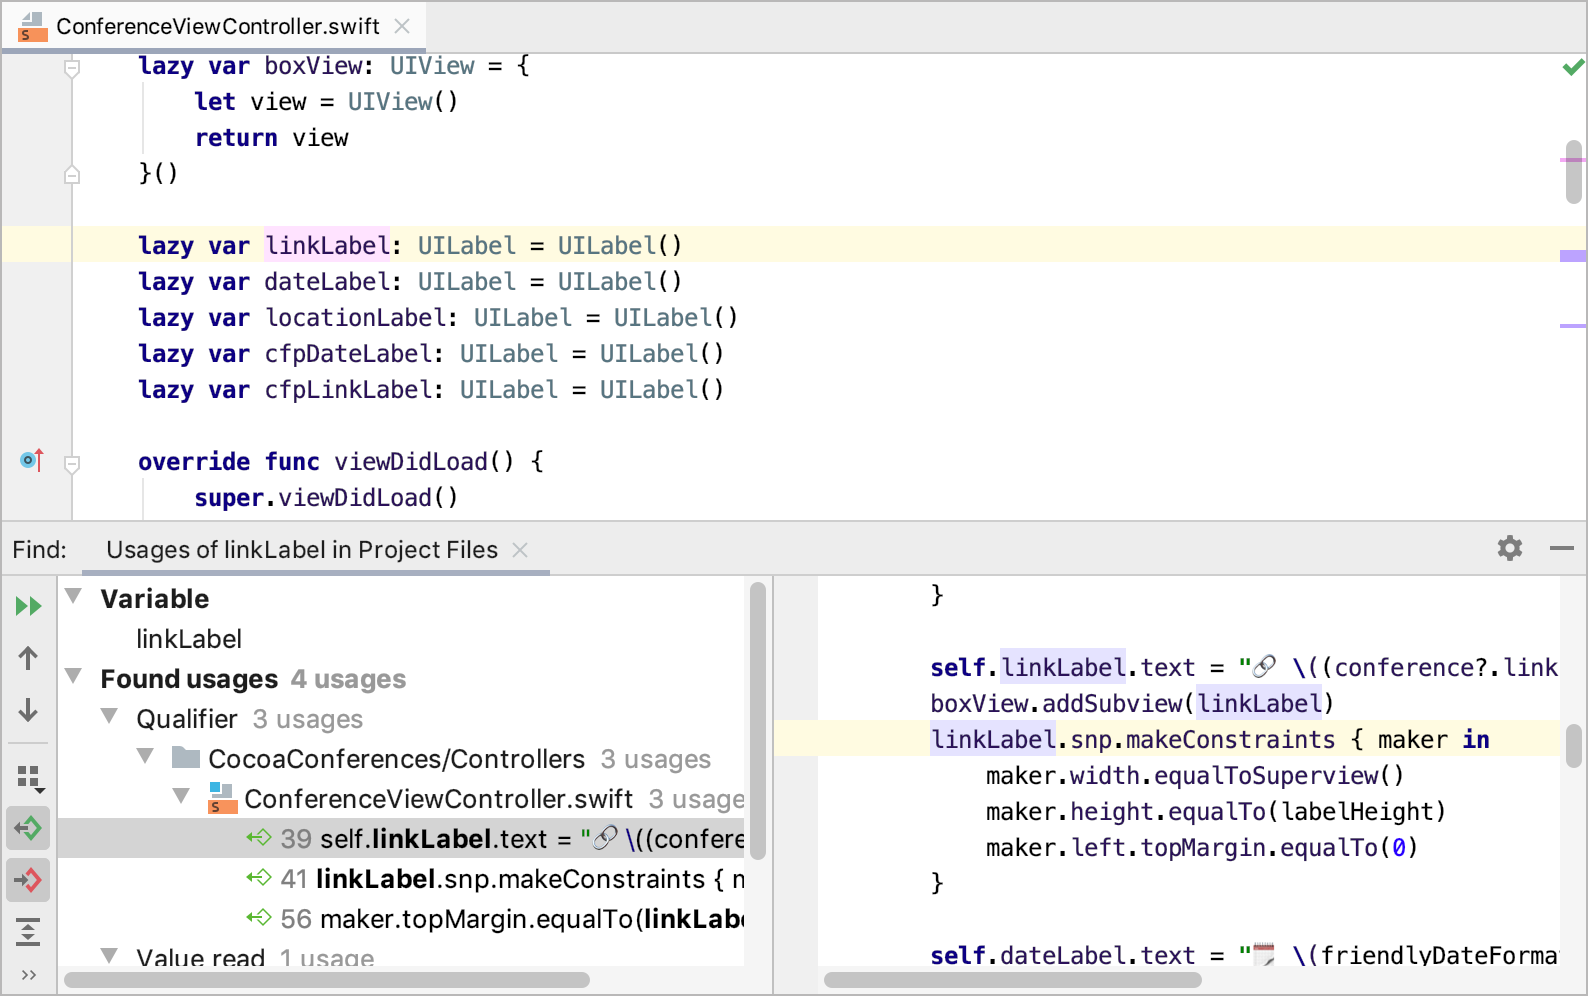 ConferenceViewController.swift
lazy var boxView: UIView = {
let view = UIView()
return view
}()
lazy var linkLabel: UILabel = UILabel()
lazy var dateLabel: UILabel = UILabel()
lazy var locationLabel: UILabel = UILabel()
lazy var cfpDateLabel: UILabel = UILabel()
lazy var cfpLinkLabel: UILabel = UILabel()
override func viewDidLoad() {
super.viewDidLoad()
Find: Usages of linkLabel in Project Files
Variable
linkLabel
Found usages 4 usages
Qualifier 3 usages
CocoaConferences/Controllers 3 usages
ConferenceViewController.swift 3 usage
39 self.linkLabel.text = "🔗 \((confere
41 linkLabel.snp.makeConstraints { m
56 maker.topMargin.equalTo(linkLabe
Value read 1 usage
}
self.linkLabel.text = "🔗 \((conference?.link
boxView.addSubview(linkLabel)
linkLabel.snp.makeConstraints { maker in
maker.width.equalToSuperview()
maker.height.equalTo(labelHeight)
maker.left.topMargin.equalTo(0)
}
self.dateLabel.text = "🗓 \(friendlyDateForma